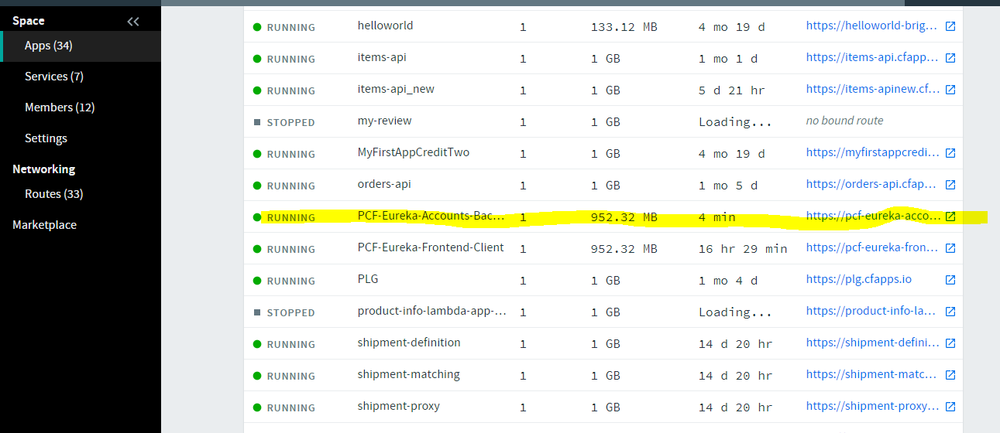 Space
Apps (34)
Services (7)
Members (12)
Settings
Networking
Routes (33)
Marketplace
RUNNING helloworld 1 133.12 MB 4 mo 19 d https://helloworld-brig...
RUNNING items-api 1 1 GB 1 mo 1 d https://items-api.cfapp...
RUNNING items-api_new 1 1 GB 5 d 21 hr https://items-apinew.cf...
STOPPED my-review 1 1 GB Loading... no bound route
RUNNING MyFirstAppCreditTwo 1 1 GB 4 mo 19 d https://myfirstappcredi...
RUNNING orders-api 1 1 GB 1 mo 5 d https://orders-api.cfap...
RUNNING PCF-Eureka-Accounts-Bac... 1 952.32 MB 4 min https://pcf-eureka-acco...
RUNNING PCF-Eureka-Frontend-Client 1 952.32 MB 16 hr 29 min https://pcf-eureka-fron...
RUNNING PLG 1 1 GB 1 mo 4 d https://plg.cfapps.io
STOPPED product-info-lambda-app-... 1 1 GB Loading... https://product-info-la...
RUNNING shipment-definition 1 1 GB 14 d 20 hr https://shipment-defini...
RUNNING shipment-matching 1 1 GB 14 d 20 hr https://shipment-matc...
RUNNING shipment-proxy 1 1 GB 14 d 20 hr https://shipment-proxy...